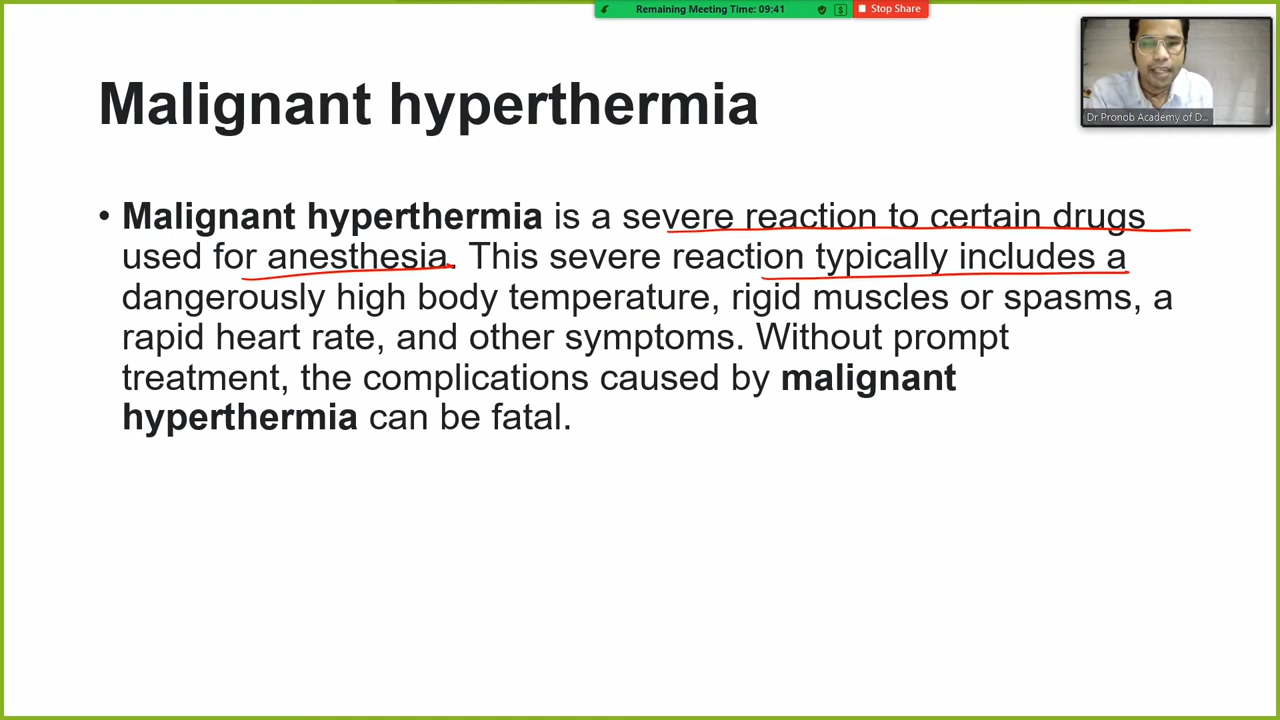 Remaining Meeting Time: 09:41
Stop Share
Dr Pronob Academy of D...
Malignant hyperthermia
• Malignant hyperthermia is a severe reaction to certain drugs
used for anesthesia. This severe reaction typically includes a
dangerously high body temperature, rigid muscles or spasms, a
rapid heart rate, and other symptoms. Without prompt
treatment, the complications caused by malignant
hyperthermia can be fatal.